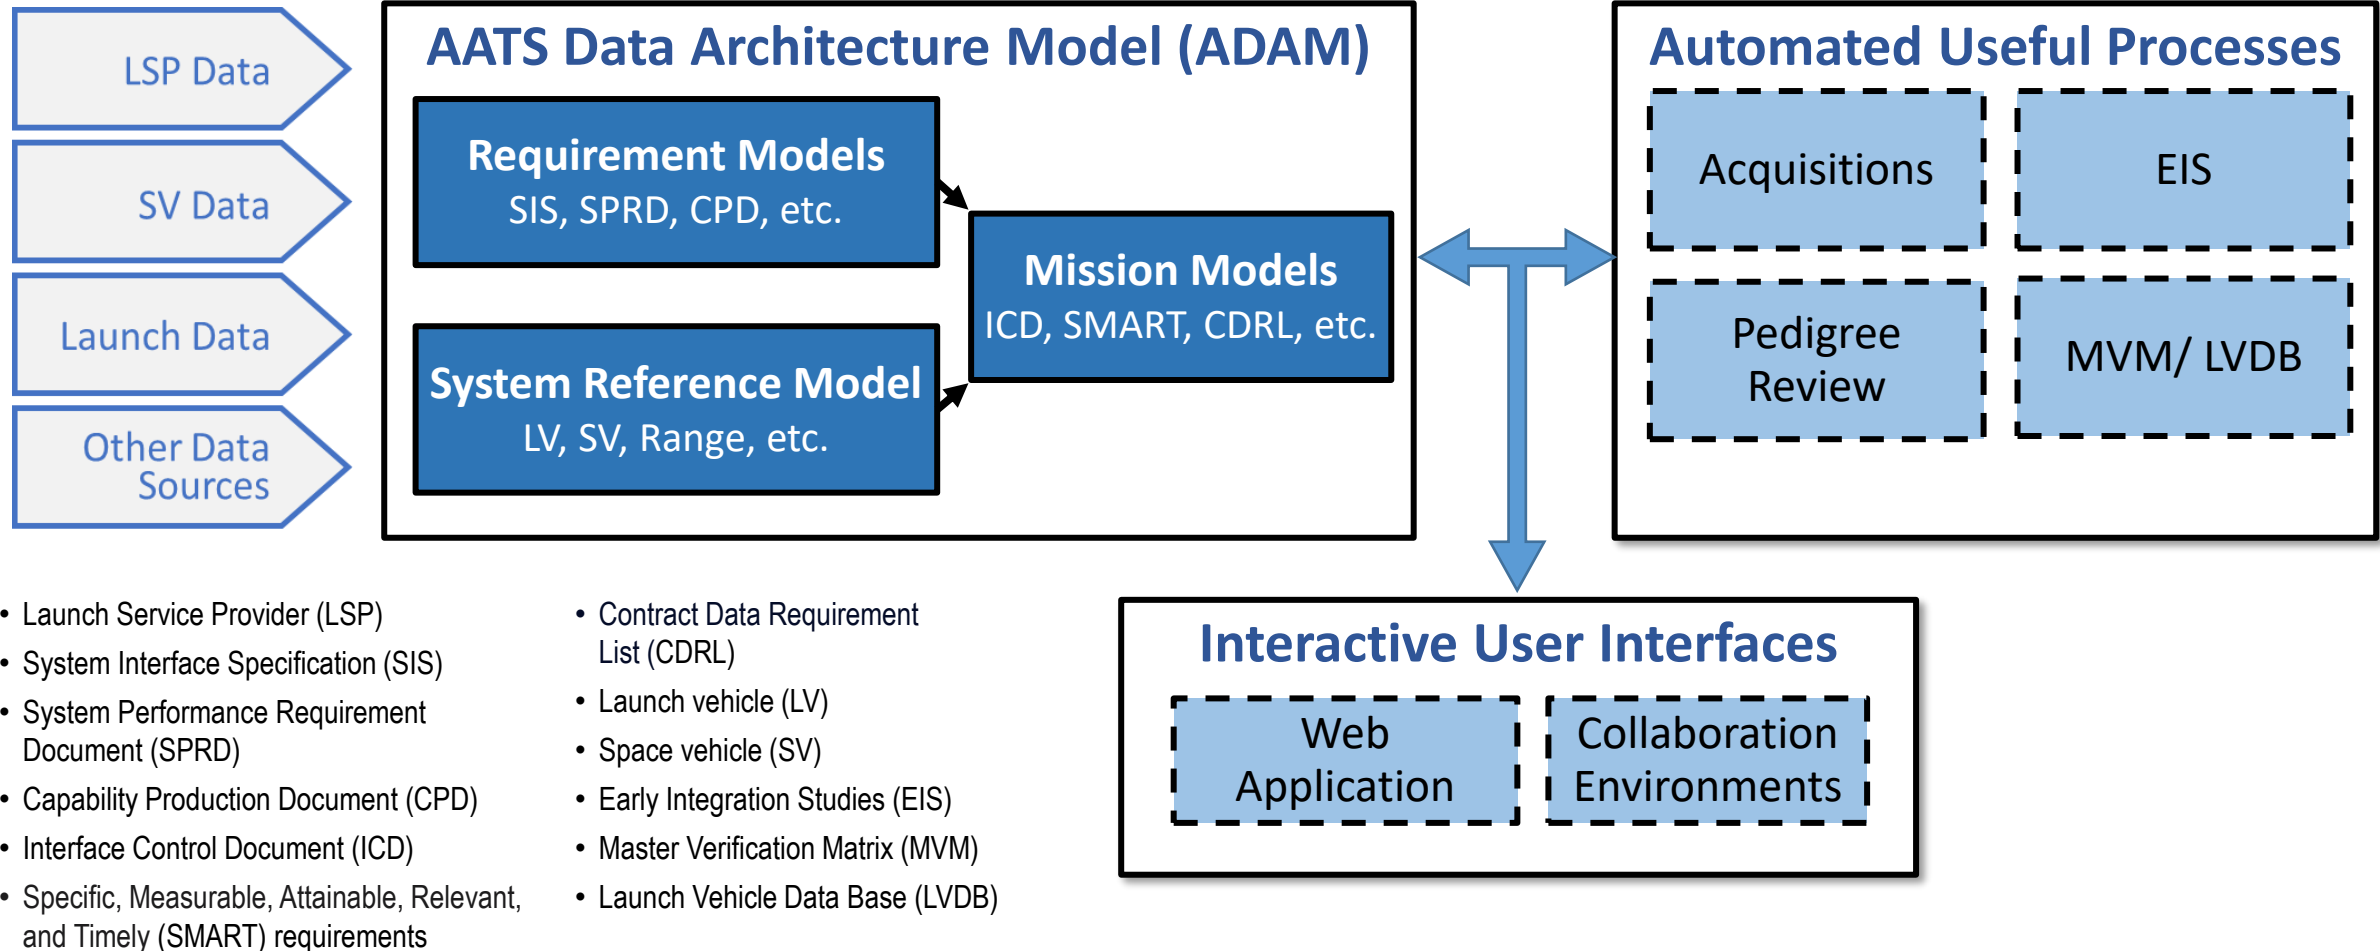 LSP Data
SV Data
Launch Data
Other Data
Sources
AATS Data Architecture Model (ADAM)
Requirement Models
SIS, SPRD, CPD, etc.
System Reference Model
LV, SV, Range, etc.
Mission Models
ICD, SMART, CDRL, etc.
Automated Useful Processes
Acquisitions
EIS
Pedigree
Review
MVM/ LVDB
Interactive User Interfaces
Web
Application
Collaboration
Environments
• Launch Service Provider (LSP)
• System Interface Specification (SIS)
• System Performance Requirement
Document (SPRD)
• Capability Production Document (CPD)
• Interface Control Document (ICD)
• Specific, Measurable, Attainable, Relevant,
and Timely (SMART) requirements
• Contract Data Requirement
List (CDRL)
• Launch vehicle (LV)
• Space vehicle (SV)
• Early Integration Studies (EIS)
• Master Verification Matrix (MVM)
• Launch Vehicle Data Base (LVDB)